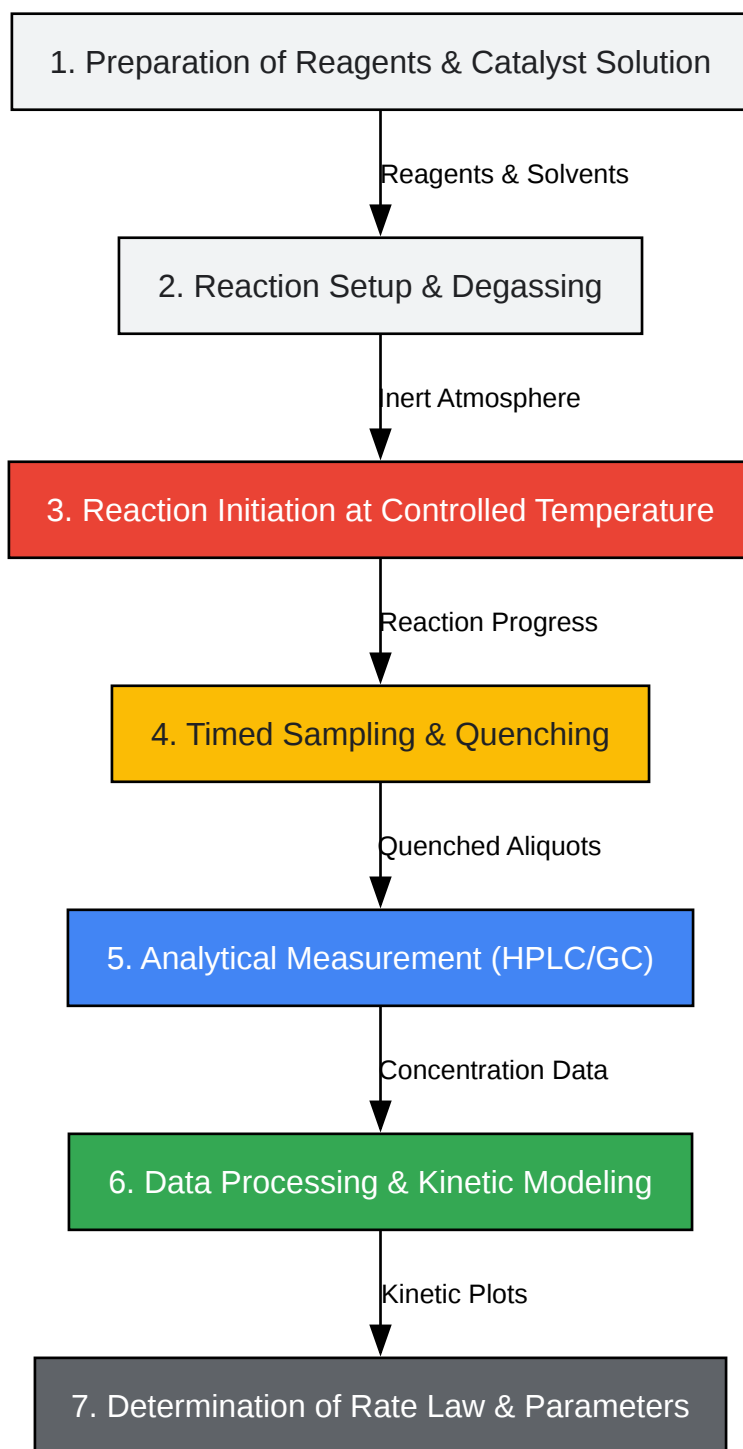 1. Preparation of Reagents & Catalyst Solution
Reagents & Solvents
2. Reaction Setup & Degassing
Inert Atmosphere
3. Reaction Initiation at Controlled Temperature
Reaction Progress
4. Timed Sampling & Quenching
Quenched Aliquots
5. Analytical Measurement (HPLC/GC)
Concentration Data
6. Data Processing & Kinetic Modeling
Kinetic Plots
7. Determination of Rate Law & Parameters